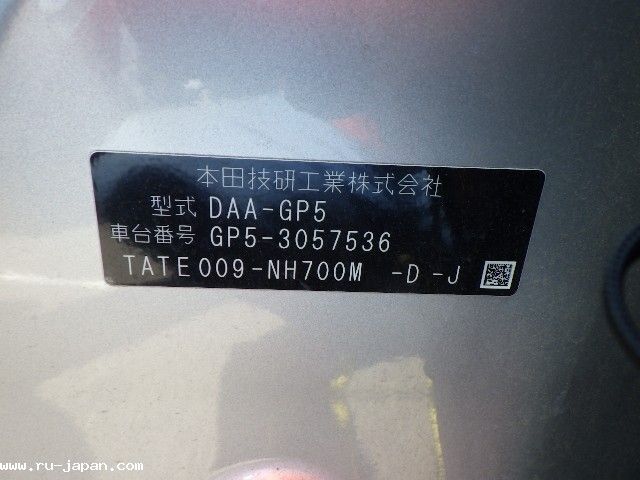 本田技研工業株式会社
型式 DAA-GP5
車台番号 GP5-3057536
TATE009-NH700M -D-J
www.ru-japan.com